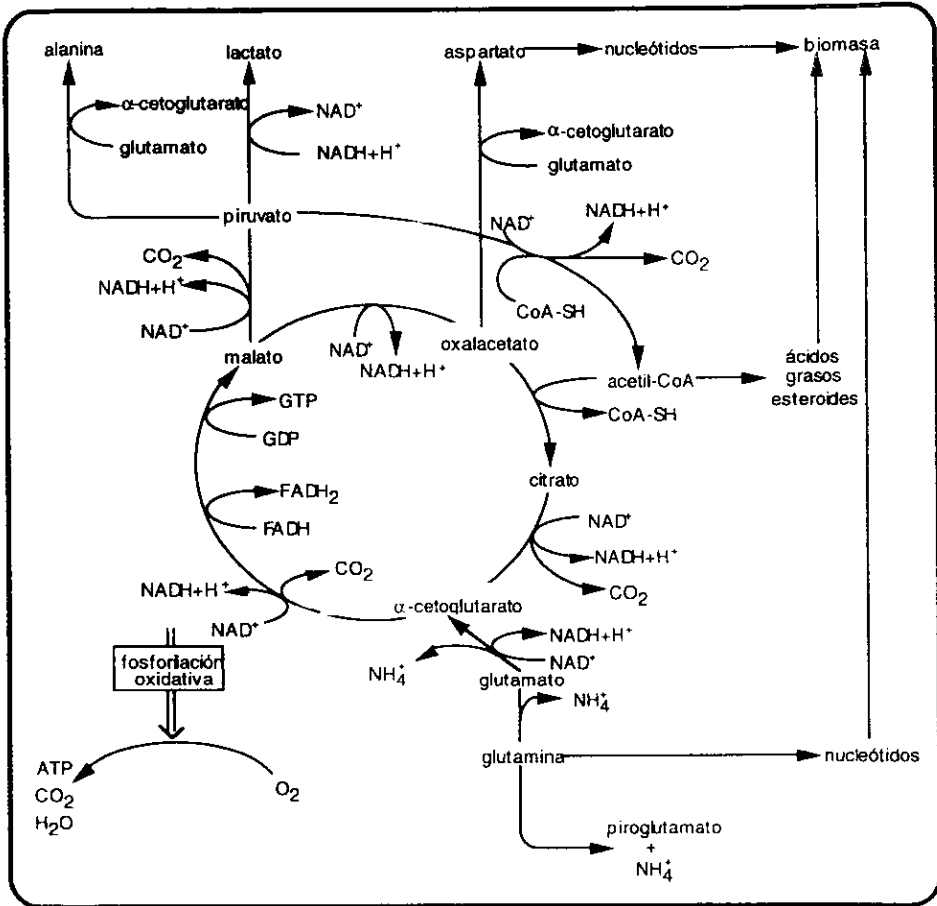 alanina
lactato
aspartato
nucleótidos
biomasa
α-cetoglutarato
glutamato
NAD⁺
NADH+H⁺
α-cetoglutarato
glutamato
piruvato
NAD⁺
NADH+H⁺
CO₂
CoA-SH
CO₂
NADH+H⁺
NAD⁺
malato
NAD⁺
NADH+H⁺
oxalacetato
acetil-CoA
CoA-SH
ácidos
grasos
esteroides
GTP
GDP
citrato
FADH₂
FADH
NAD⁺
NADH+H⁺
CO₂
NADH+H⁺
NAD⁺
CO₂
α-cetoglutarato
NH₄⁺
NADH+H⁺
NAD⁺
glutamato
NH₄⁺
fosforilación
oxidativa
glutamina
nucleótidos
ATP
CO₂
H₂O
O₂
piroglutamato
+
NH₄⁺